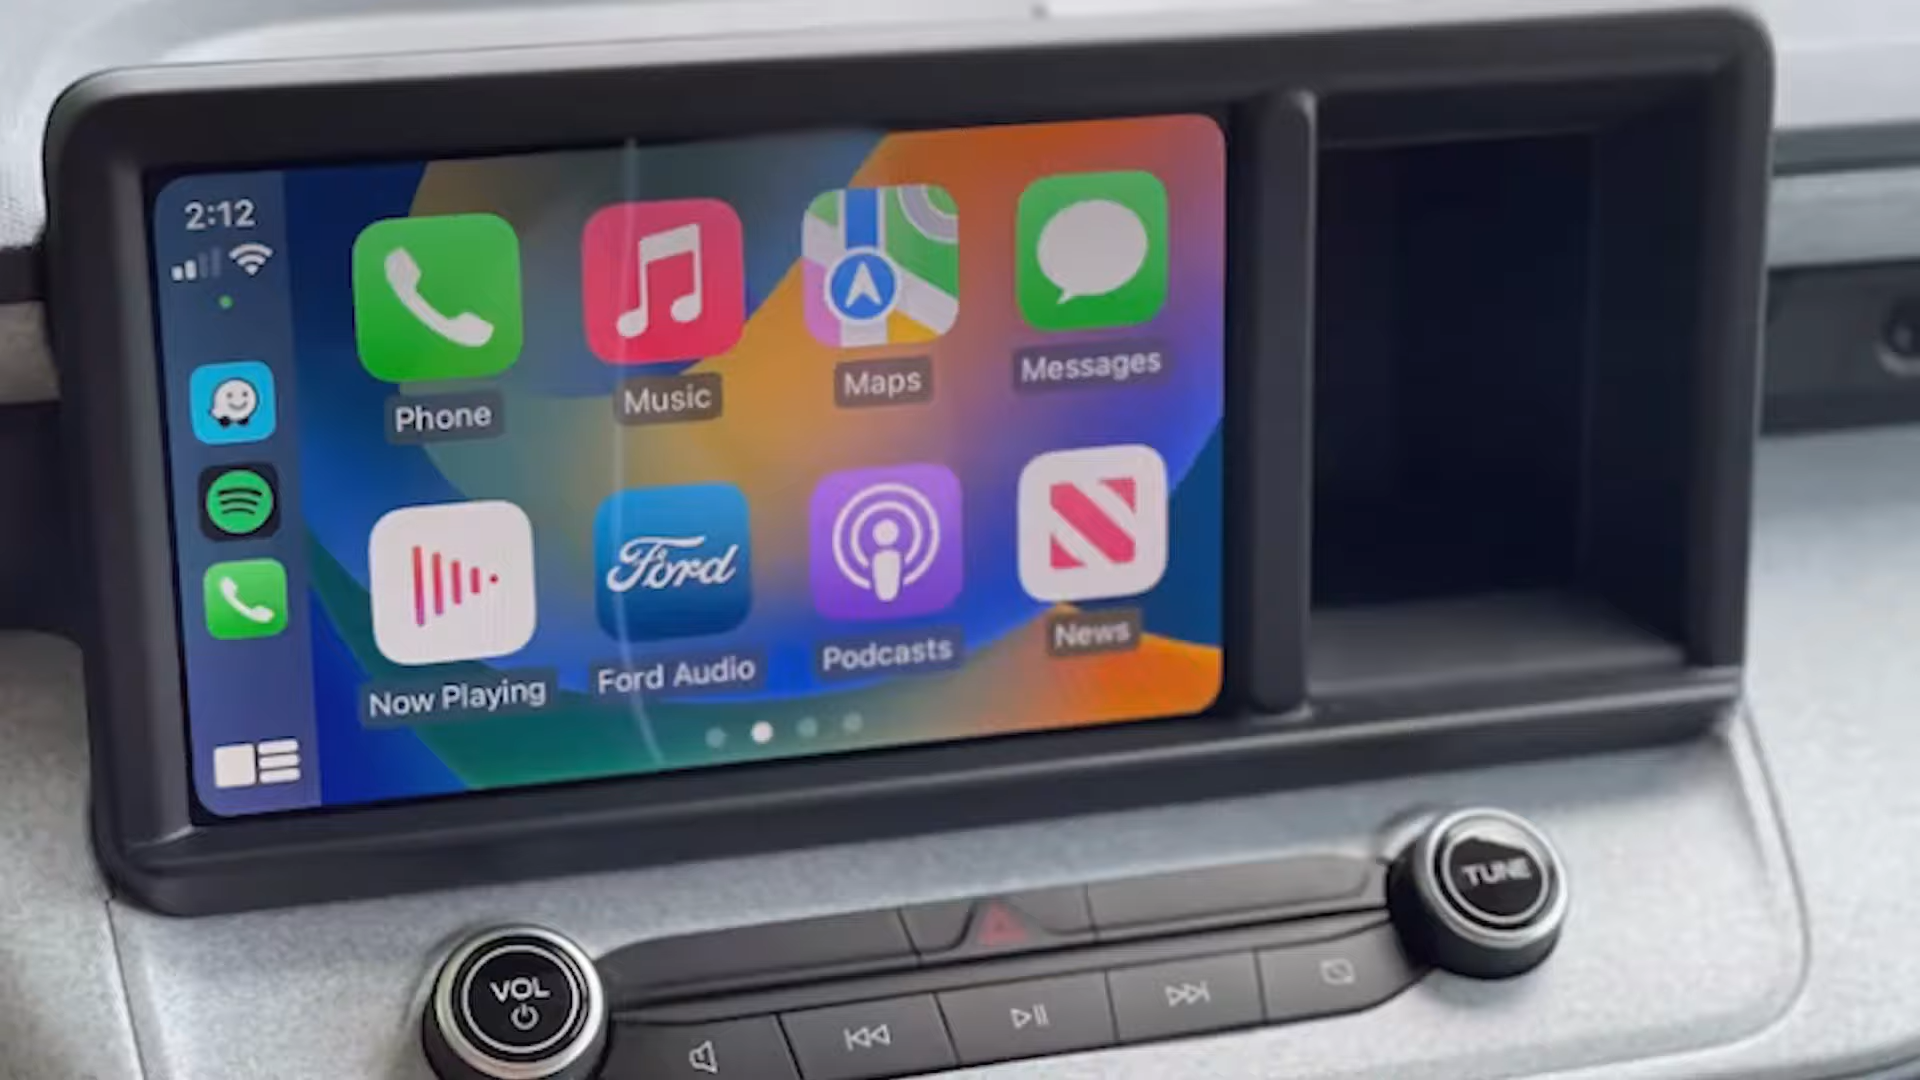 2:12
Phone
Music
Maps
Messages
Now Playing
Ford
Ford Audio
Podcasts
News
VOL
TUNE